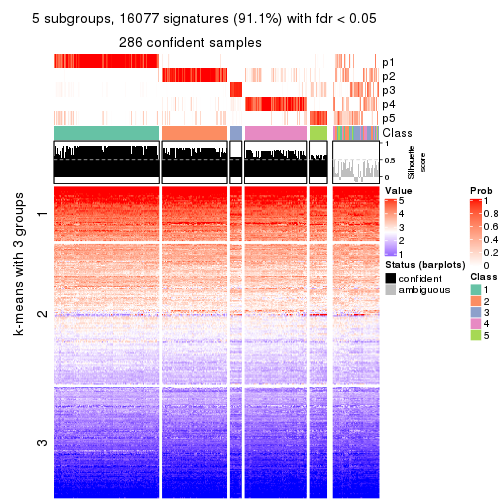 5 subgroups, 16077 signatures (91.1%) with fdr < 0.05
286 confident samples
p1
p2
p3
p4
p5
Class
1
0.5
0
Silhouette
score
k-means with 3 groups
1
2
3
Value
5
4
3
2
1
Status (barplots)
confident
ambiguous
Prob
1
0.8
0.6
0.4
0.2
0
Class
1
2
3
4
5